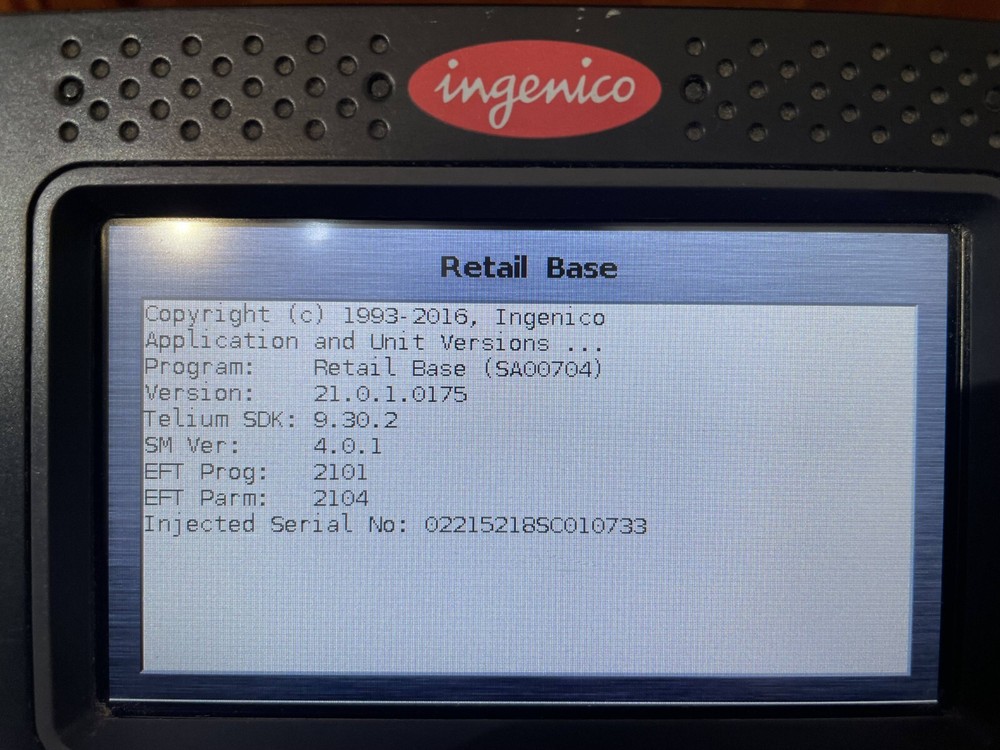 ingenico
Retail Base
Copyright (c) 1993-2016, Ingenico
Application and Unit Versions ...
Program: Retail Base (SA00704)
Version: 21.0.1.0175
Telium SDK: 9.30.2
SM Ver: 4.0.1
EFT Prog: 2101
EFT Parm: 2104
Injected Serial No: 02215218SC010733